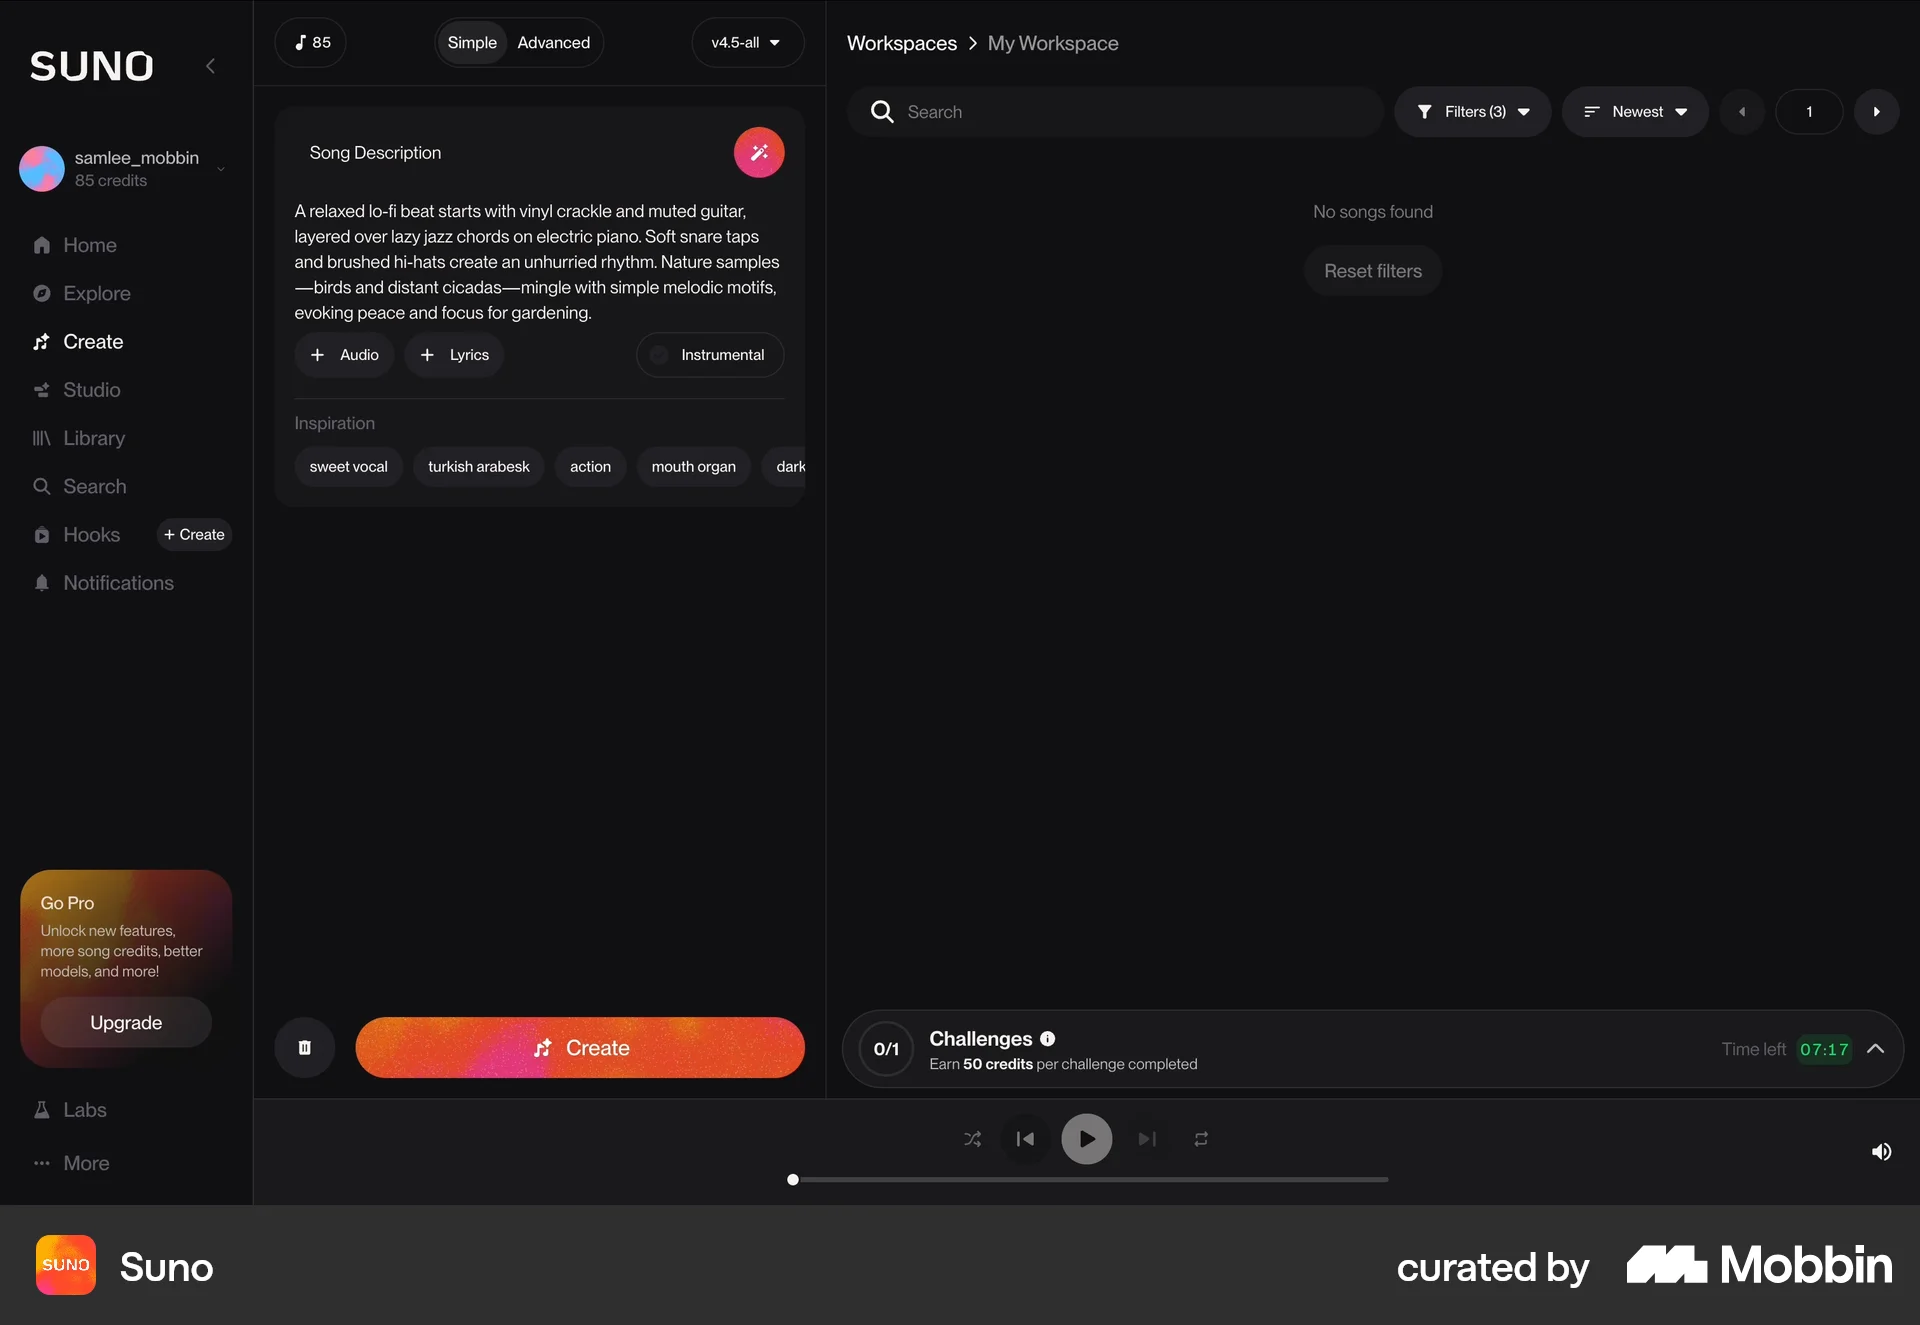 SUNO
samlee_mobbin
85 credits
Home
Explore
Create
Studio
Library
Search
Hooks
+ Create
Notifications
Go Pro
Unlock new features,
more song credits, better
models, and more!
Upgrade
Labs
More
85
Simple
Advanced
v4.5-all
Song Description
A relaxed lo-fi beat starts with vinyl crackle and muted guitar,
layered over lazy jazz chords on electric piano. Soft snare taps
and brushed hi-hats create an unhurried rhythm. Nature samples
—birds and distant cicadas—mingle with simple melodic motifs,
evoking peace and focus for gardening.
+ Audio
+ Lyrics
Instrumental
Inspiration
sweet vocal
turkish arabesk
action
mouth organ
dark
Create
Workspaces > My Workspace
Search
Filters (3)
Newest
1
No songs found
Reset filters
0/1
Challenges
Earn 50 credits per challenge completed
Time left 07:17
SUNO
Suno
curated by
Mobbin